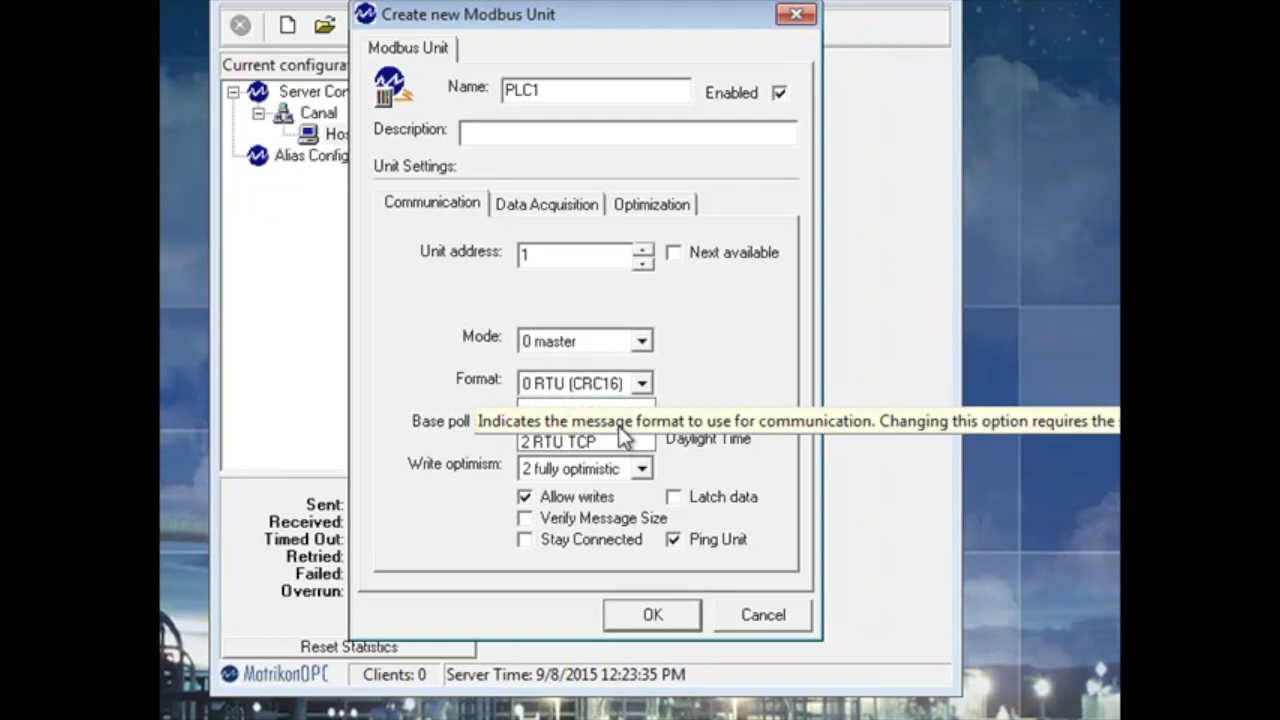 Create new Modbus Unit
Modbus Unit
Name: PLC1 Enabled
Description:
Unit Settings:
Communication Data Acquisition Optimization
Unit address: 1 Next available
Mode: 0 master
Format: 0 RTU (CRC16)
Base poll
Indicates the message format to use for communication. Changing this option requires the
2 RTU TCP
Daylight Time
Write optimism: 2 fully optimistic
Allow writes Latch data
Verify Message Size
Stay Connected Ping Unit
OK Cancel
Current configura
Server Con
Canal
Hos
Alias Config
Sent:
Received:
Timed Out:
Retried:
Failed:
Overrun:
Reset Statistics
MatrikonOPC Clients: 0 Server Time: 9/8/2015 12:23:35 PM